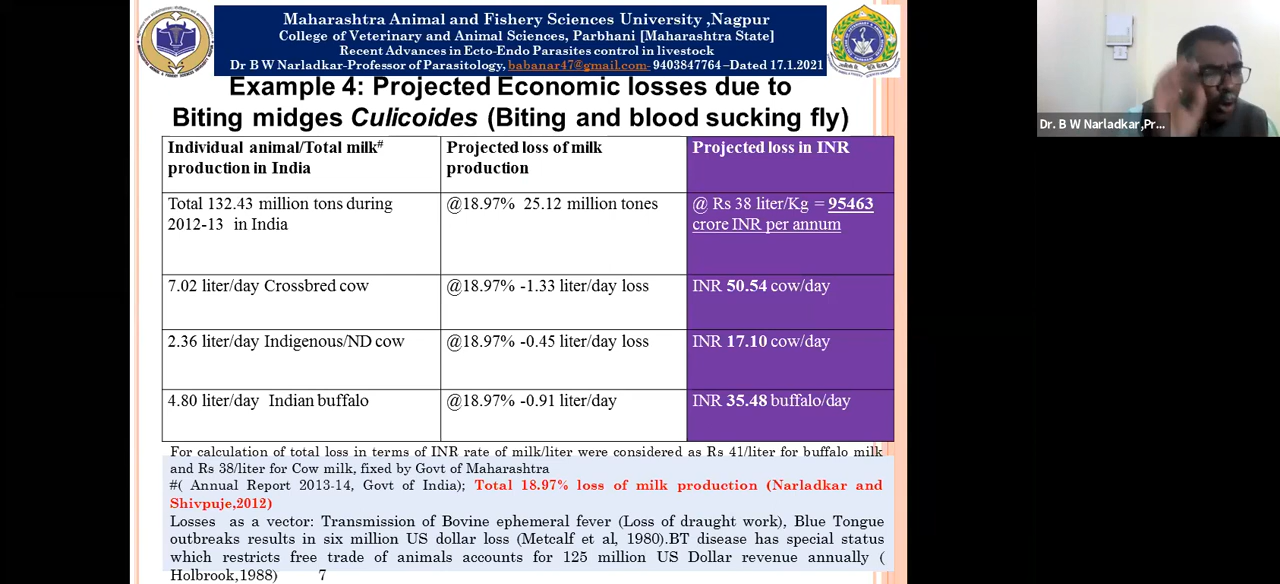 Maharashtra Animal and Fishery Sciences University ,Nagpur
College of Veterinary and Animal Sciences, Parbhani [Maharashtra State]
Recent Advances in Ecto-Endo Parasites control in livestock
Dr B W Narladkar-Professor of Parasitology, babanar47@gmail.com- 9403847764 –Dated 17.1.2021
Example 4: Projected Economic losses due to
Biting midges Culicoides (Biting and blood sucking fly)
Individual animal/Total milk#
production in India
Projected loss of milk
production
Projected loss in INR
Total 132.43 million tons during
2012-13 in India
@18.97% 25.12 million tones
@ Rs 38 liter/Kg = 95463
crore INR per annum
7.02 liter/day Crossbred cow
@18.97% -1.33 liter/day loss
INR 50.54 cow/day
2.36 liter/day Indigenous/ND cow
@18.97% -0.45 liter/day loss
INR 17.10 cow/day
4.80 liter/day Indian buffalo
@18.97% -0.91 liter/day
INR 35.48 buffalo/day
For calculation of total loss in terms of INR rate of milk/liter were considered as Rs 41/liter for buffalo milk
and Rs 38/liter for Cow milk, fixed by Govt of Maharashtra
#( Annual Report 2013-14, Govt of India); Total 18.97% loss of milk production (Narladkar and
Shivpuje,2012)
Losses as a vector: Transmission of Bovine ephemeral fever (Loss of draught work), Blue Tongue
outbreaks results in six million US dollar loss (Metcalf et al, 1980).BT disease has special status
which restricts free trade of animals accounts for 125 million US Dollar revenue annually (
Holbrook,1988) 7
Dr. B W Narladkar,Pr...